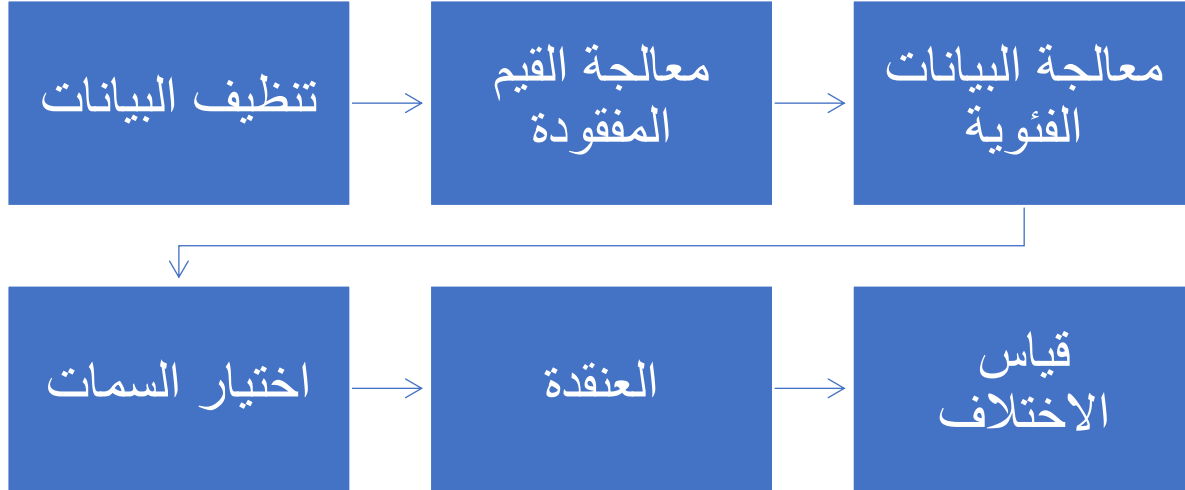 تنظيف البيانات
معالجة القيم
المفقودة
معالجة البيانات
الفئوية
اختيار السمات
العنقدة
قياس
الاختلاف